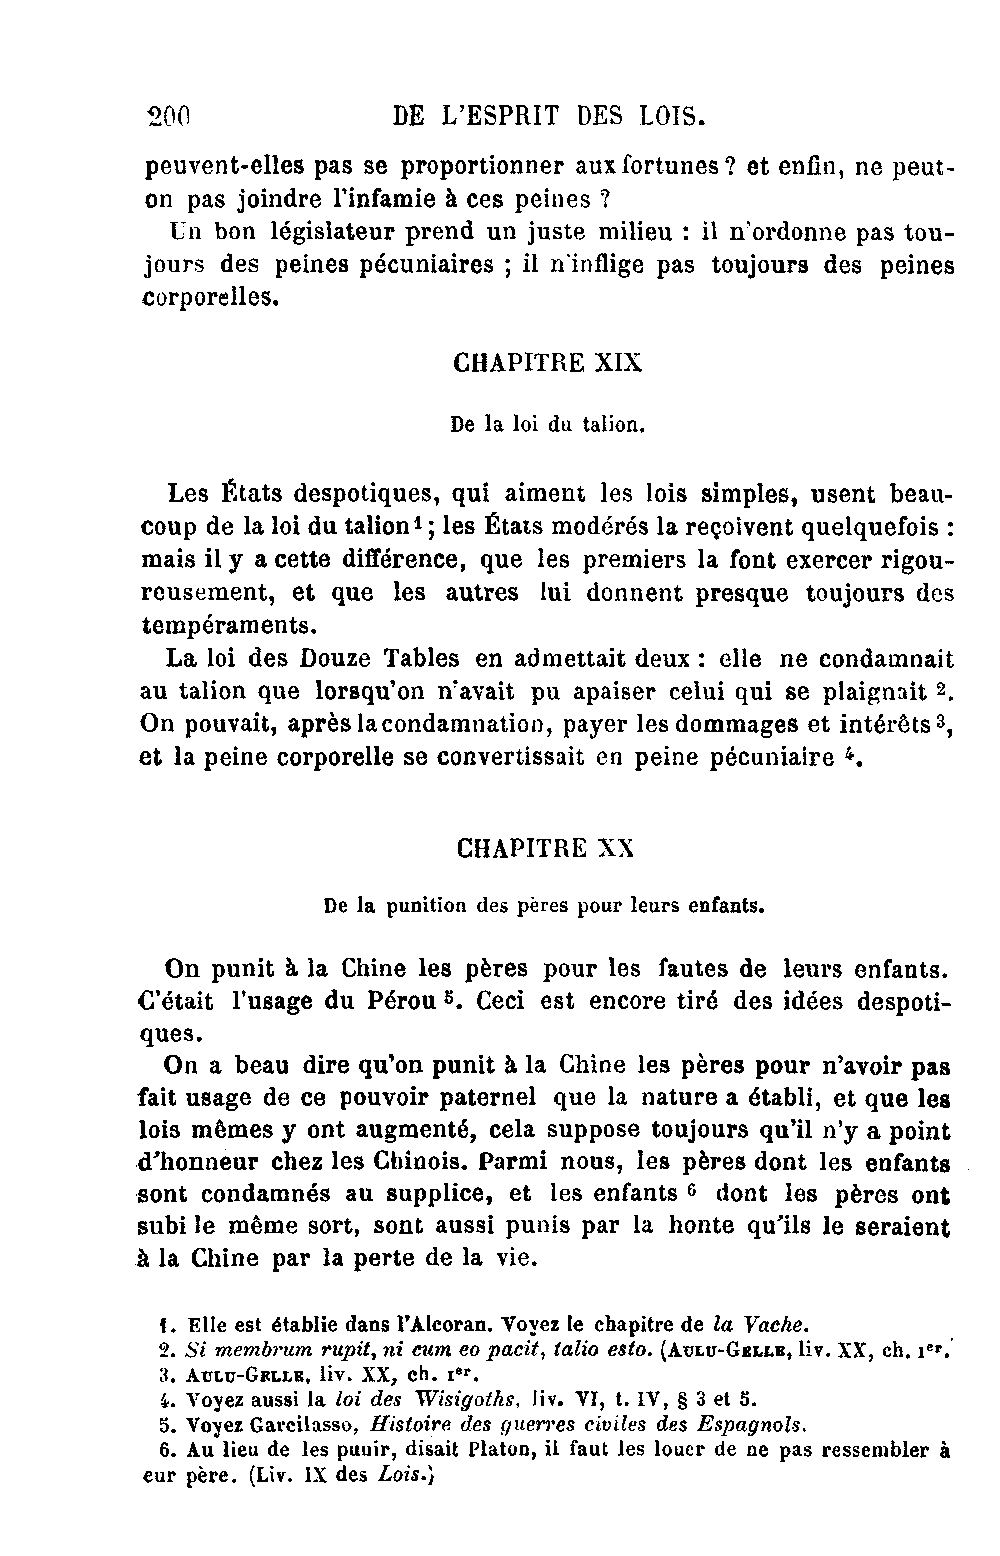 200 DE L'ESPRIT DES LOIS.
peuvent-elles pas se proportionner aux fortunes ? et enfin, ne peut-
on pas joindre l'infamie à ces peines ?
Un bon législateur prend un juste milieu : il n'ordonne pas tou-
jours des peines pécuniaires ; il n'inflige pas toujours des peines
corporelles.
CHAPITRE XIX
De la loi du talion.
Les États despotiques, qui aiment les lois simples, usent beau-
coup de la loi du talion¹ ; les États modérés la reçoivent quelquefois :
mais il y a cette différence, que les premiers la font exercer rigou-
reusement, et que les autres lui donnent presque toujours des
tempéraments.
La loi des Douze Tables en admettait deux : elle ne condamnait
au talion que lorsqu'on n'avait pu apaiser celui qui se plaignait ².
On pouvait, après la condamnation, payer les dommages et intérêts ³,
et la peine corporelle se convertissait en peine pécuniaire ⁴.
CHAPITRE XX
De la punition des pères pour leurs enfants.
On punit à la Chine les pères pour les fautes de leurs enfants.
C'était l'usage du Pérou ⁵. Ceci est encore tiré des idées despoti-
ques.
On a beau dire qu'on punit à la Chine les pères pour n'avoir pas
fait usage de ce pouvoir paternel que la nature a établi, et que les
lois mêmes y ont augmenté, cela suppose toujours qu'il n'y a point
d'honneur chez les Chinois. Parmi nous, les pères dont les enfants
sont condamnés au supplice, et les enfants ⁶ dont les pères ont
subi le même sort, sont aussi punis par la honte qu'ils le seraient
à la Chine par la perte de la vie.
1. Elle est établie dans l'Alcoran. Voyez le chapitre de la Vache.
2. Si membrum rupit, ni cum eo pacit, talio esto. (AULU-GELLE, liv. XX, ch. Iᵉʳ.
3. AULU-GELLE, liv. XX, ch. Iᵉʳ.
4. Voyez aussi la loi des Wisigoths, liv. VI, t. IV, § 3 et 5.
5. Voyez Garcilasso, Histoire des guerres civiles des Espagnols.
6. Au lieu de les punir, disait Platon, il faut les louer de ne pas ressembler à
eur père. (Liv. IX des Lois.)